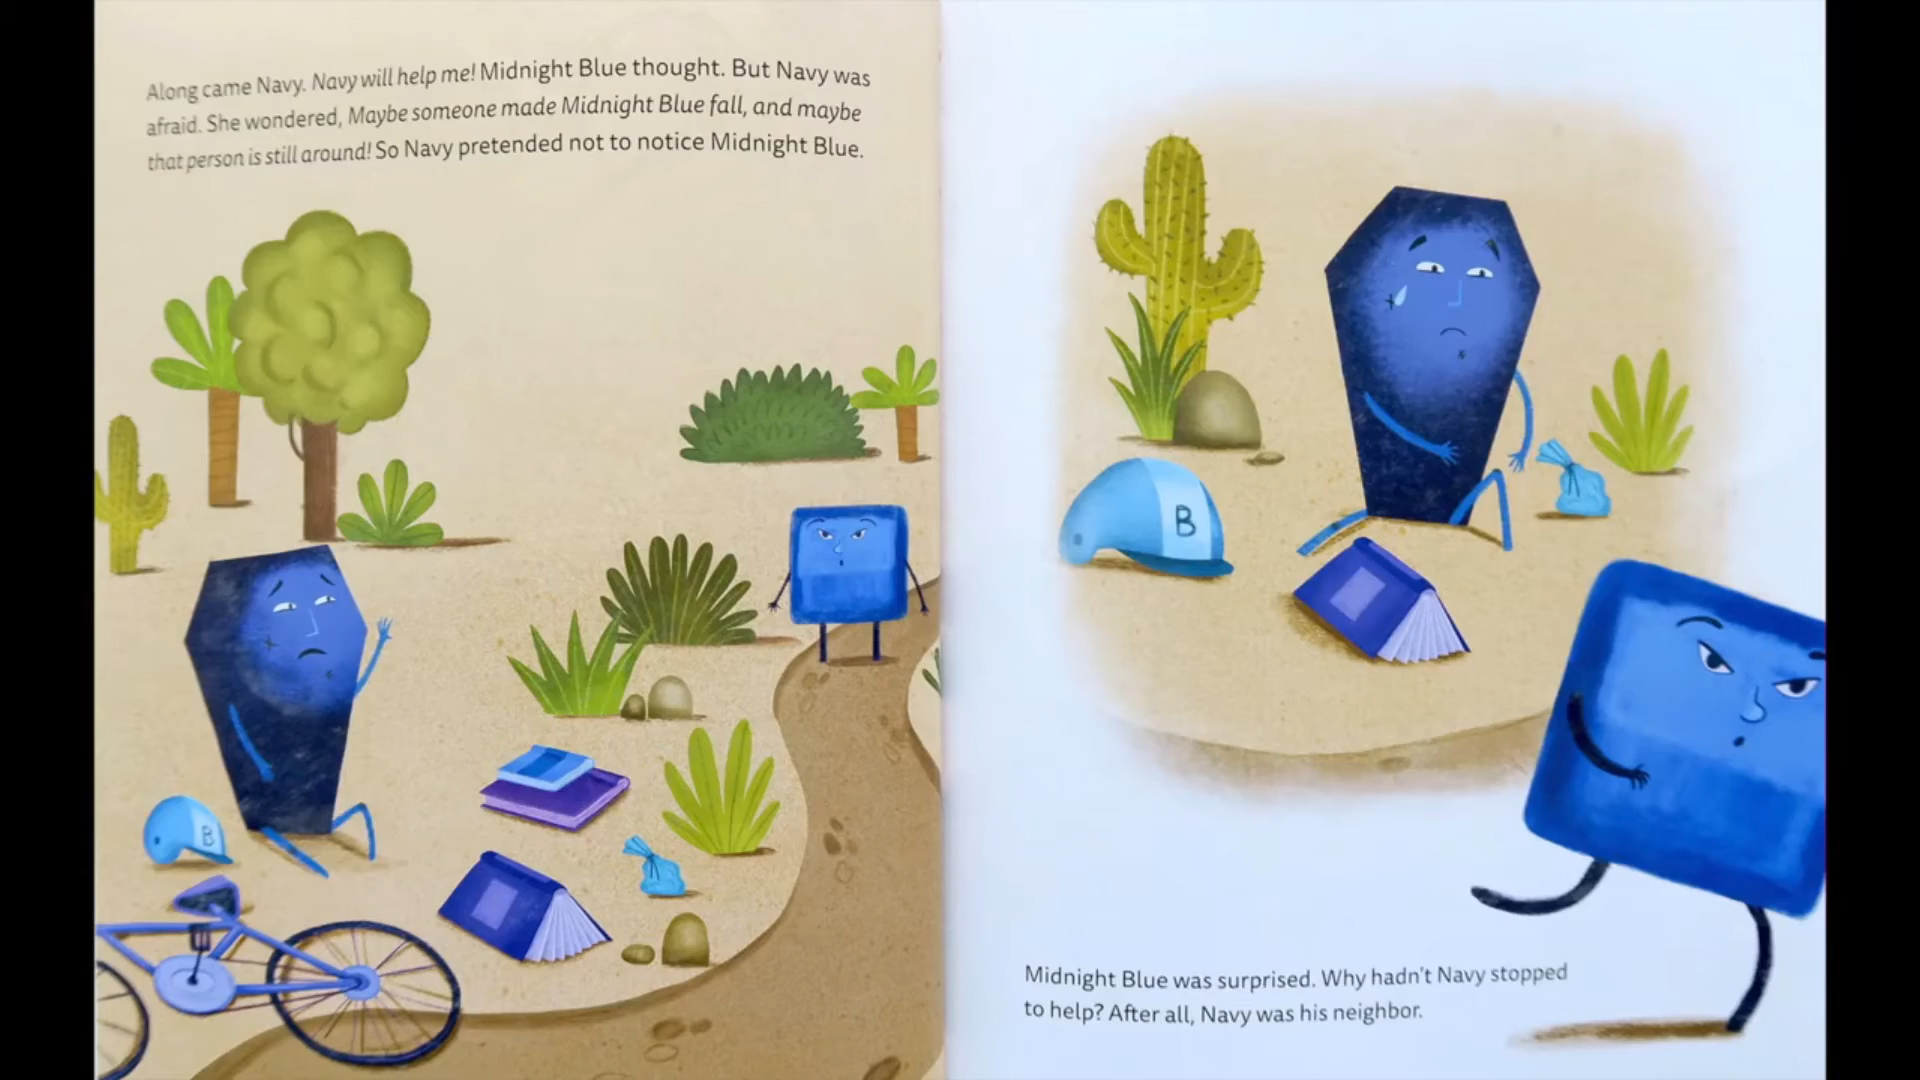 Along came Navy. Navy will help me! Midnight Blue thought. But Navy was
afraid. She wondered, Maybe someone made Midnight Blue fall, and maybe
that person is still around! So Navy pretended not to notice Midnight Blue.
B
B
Midnight Blue was surprised. Why hadn't Navy stopped
to help? After all, Navy was his neighbor.